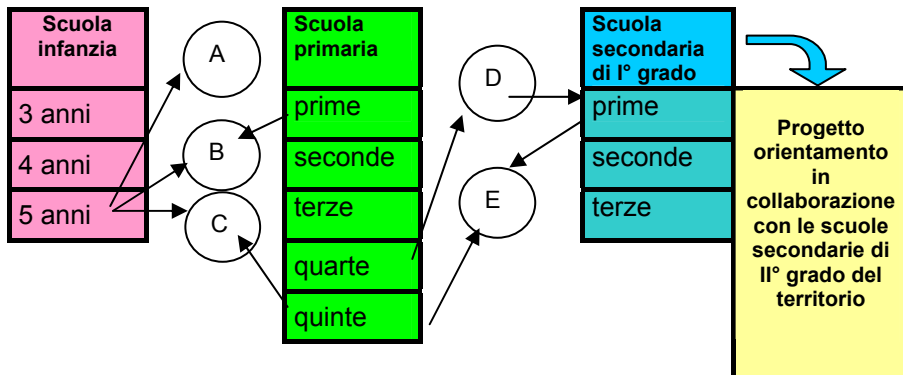 Scuola
infanzia
3 anni
4 anni
5 anni
A
B
C
Scuola
primaria
prime
seconde
terze
quarte
quinte
D
E
Scuola
secondaria
di I° grado
prime
seconde
terze
Progetto
orientamento
in
collaborazione
con le scuole
secondarie di
II° grado del
territorio